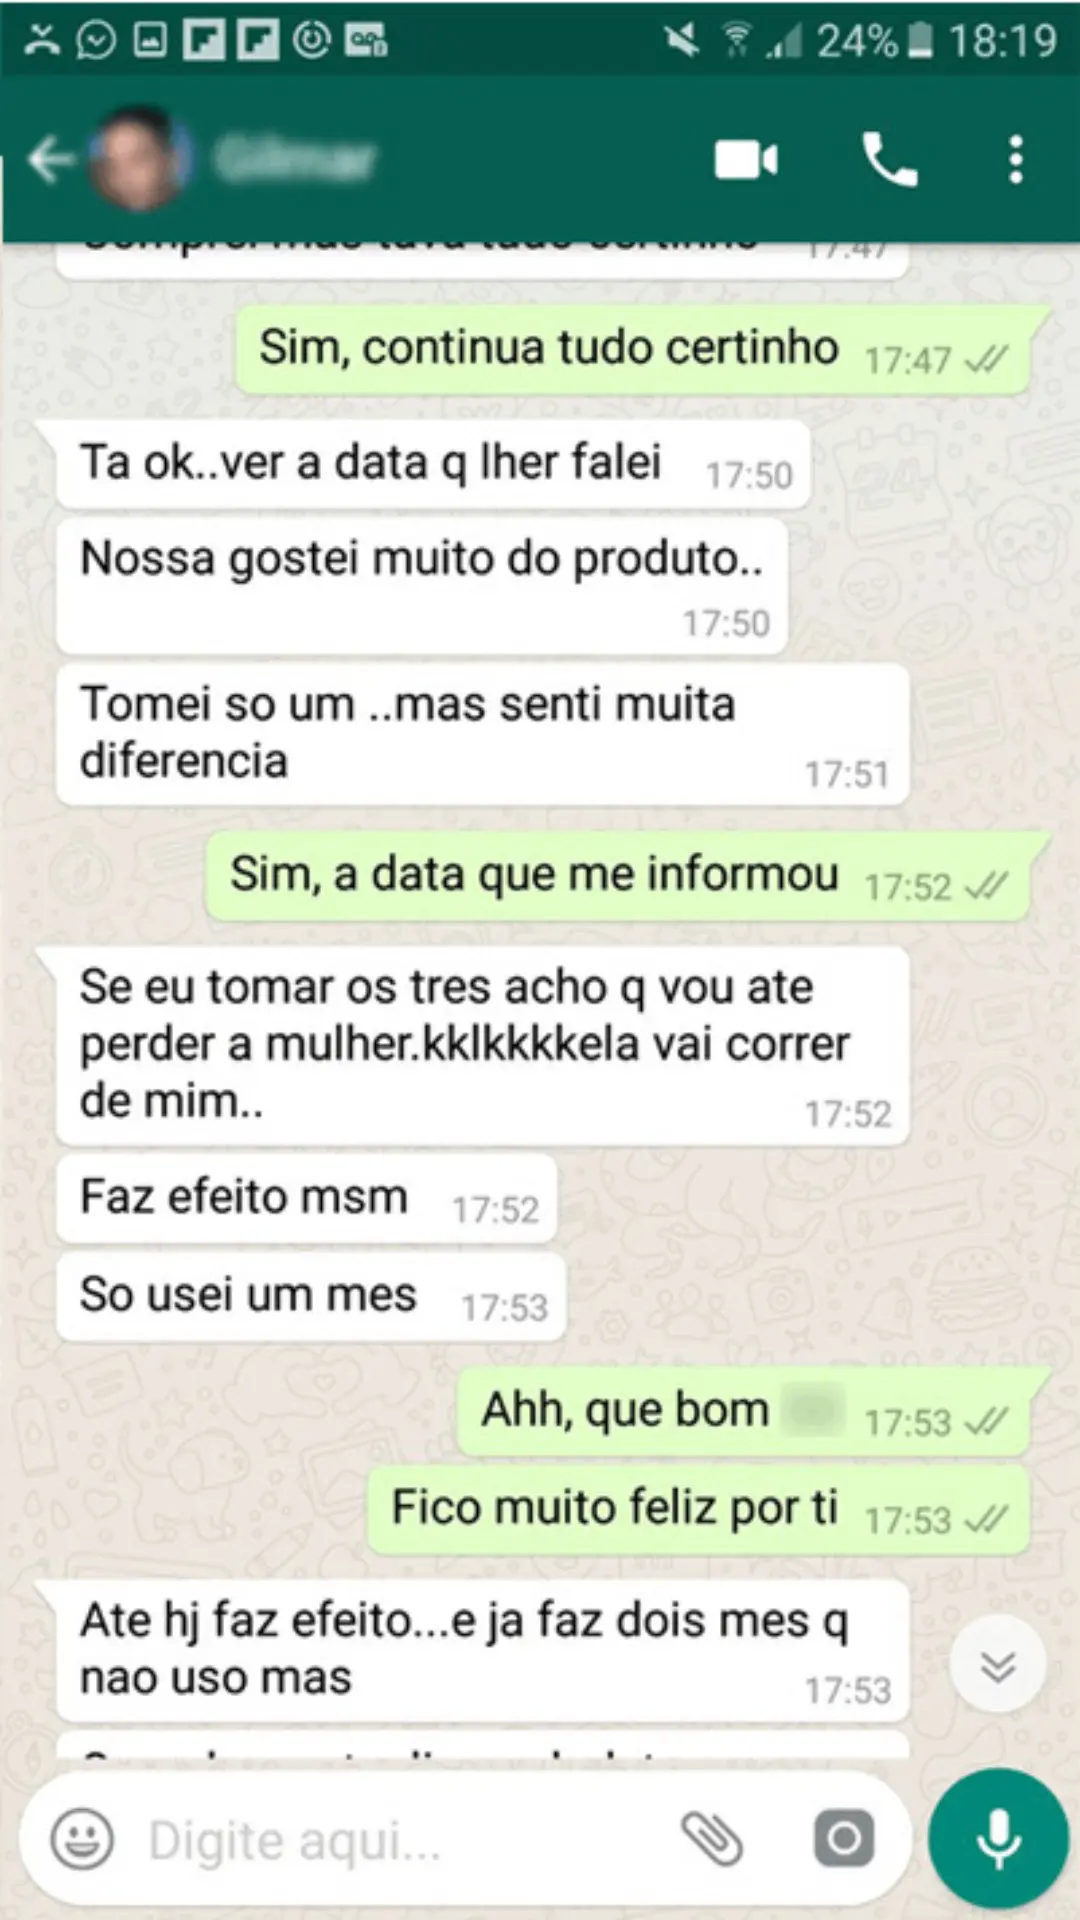 24% 18:19
17:47
Sim, continua tudo certinho 17:47
Ta ok..ver a data q lher falei 17:50
Nossa gostei muito do produto..
17:50
Tomei so um ..mas senti muita
diferencia 17:51
Sim, a data que me informou 17:52
Se eu tomar os tres acho q vou ate
perder a mulher.kklkkkkela vai correr
de mim.. 17:52
Faz efeito msm 17:52
So usei um mes 17:53
Ahh, que bom 17:53
Fico muito feliz por ti 17:53
Ate hj faz efeito...e ja faz dois mes q
nao uso mas 17:53
Digite aqui...